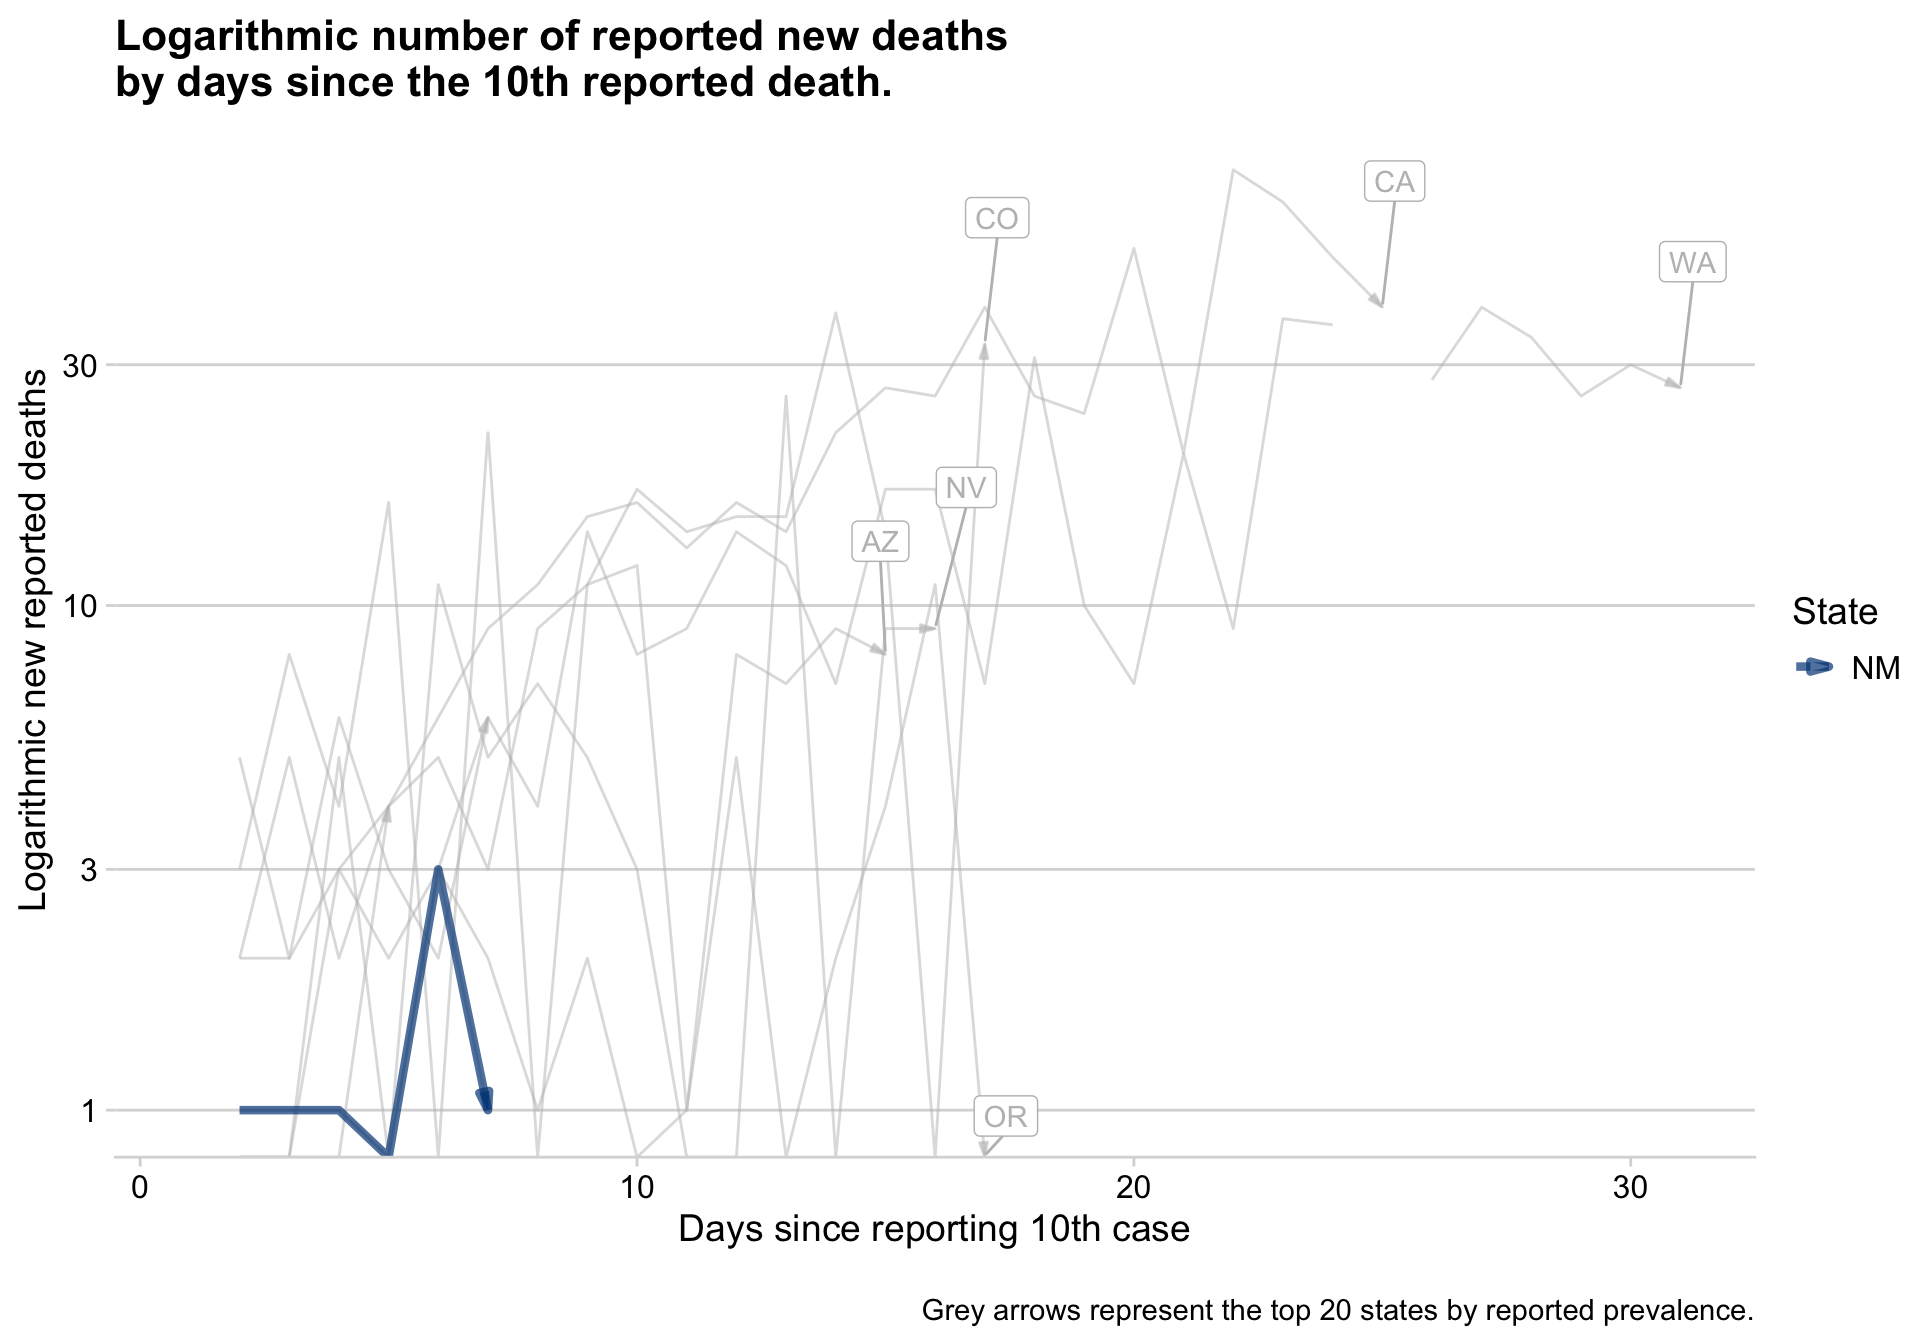 Logarithmic number of reported new deaths
by days since the 10th reported death.
CA
CO
WA
30
NV
AZ
10
Logarithmic new reported deaths
State
NM
3
1
OR
0
10
20
30
Days since reporting 10th case
Grey arrows represent the top 20 states by reported prevalence.